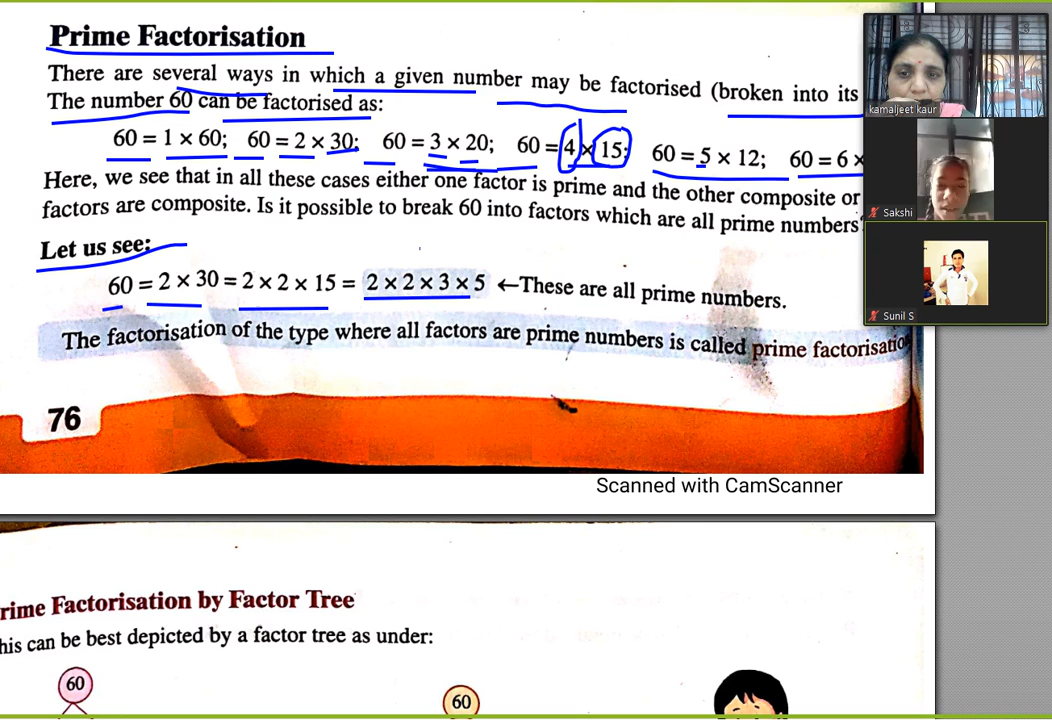 Prime Factorisation
There are several ways in which a given number may be factorised (broken into its
The number 60 can be factorised as:
60 = 1 × 60; 60 = 2 × 30; 60 = 3 × 20; 60 = 4 × 15; 60 = 5 × 12; 60 = 6 ×
Here, we see that in all these cases either one factor is prime and the other composite or
factors are composite. Is it possible to break 60 into factors which are all prime numbers
Let us see:
60 = 2 × 30 = 2 × 2 × 15 = 2 × 2 × 3 × 5 ←These are all prime numbers.
The factorisation of the type where all factors are prime numbers is called prime factorisatio
76
Scanned with CamScanner
rime Factorisation by Factor Tree
his can be best depicted by a factor tree as under:
60
60
kamaljeet kaur
Sakshi
Sunil S